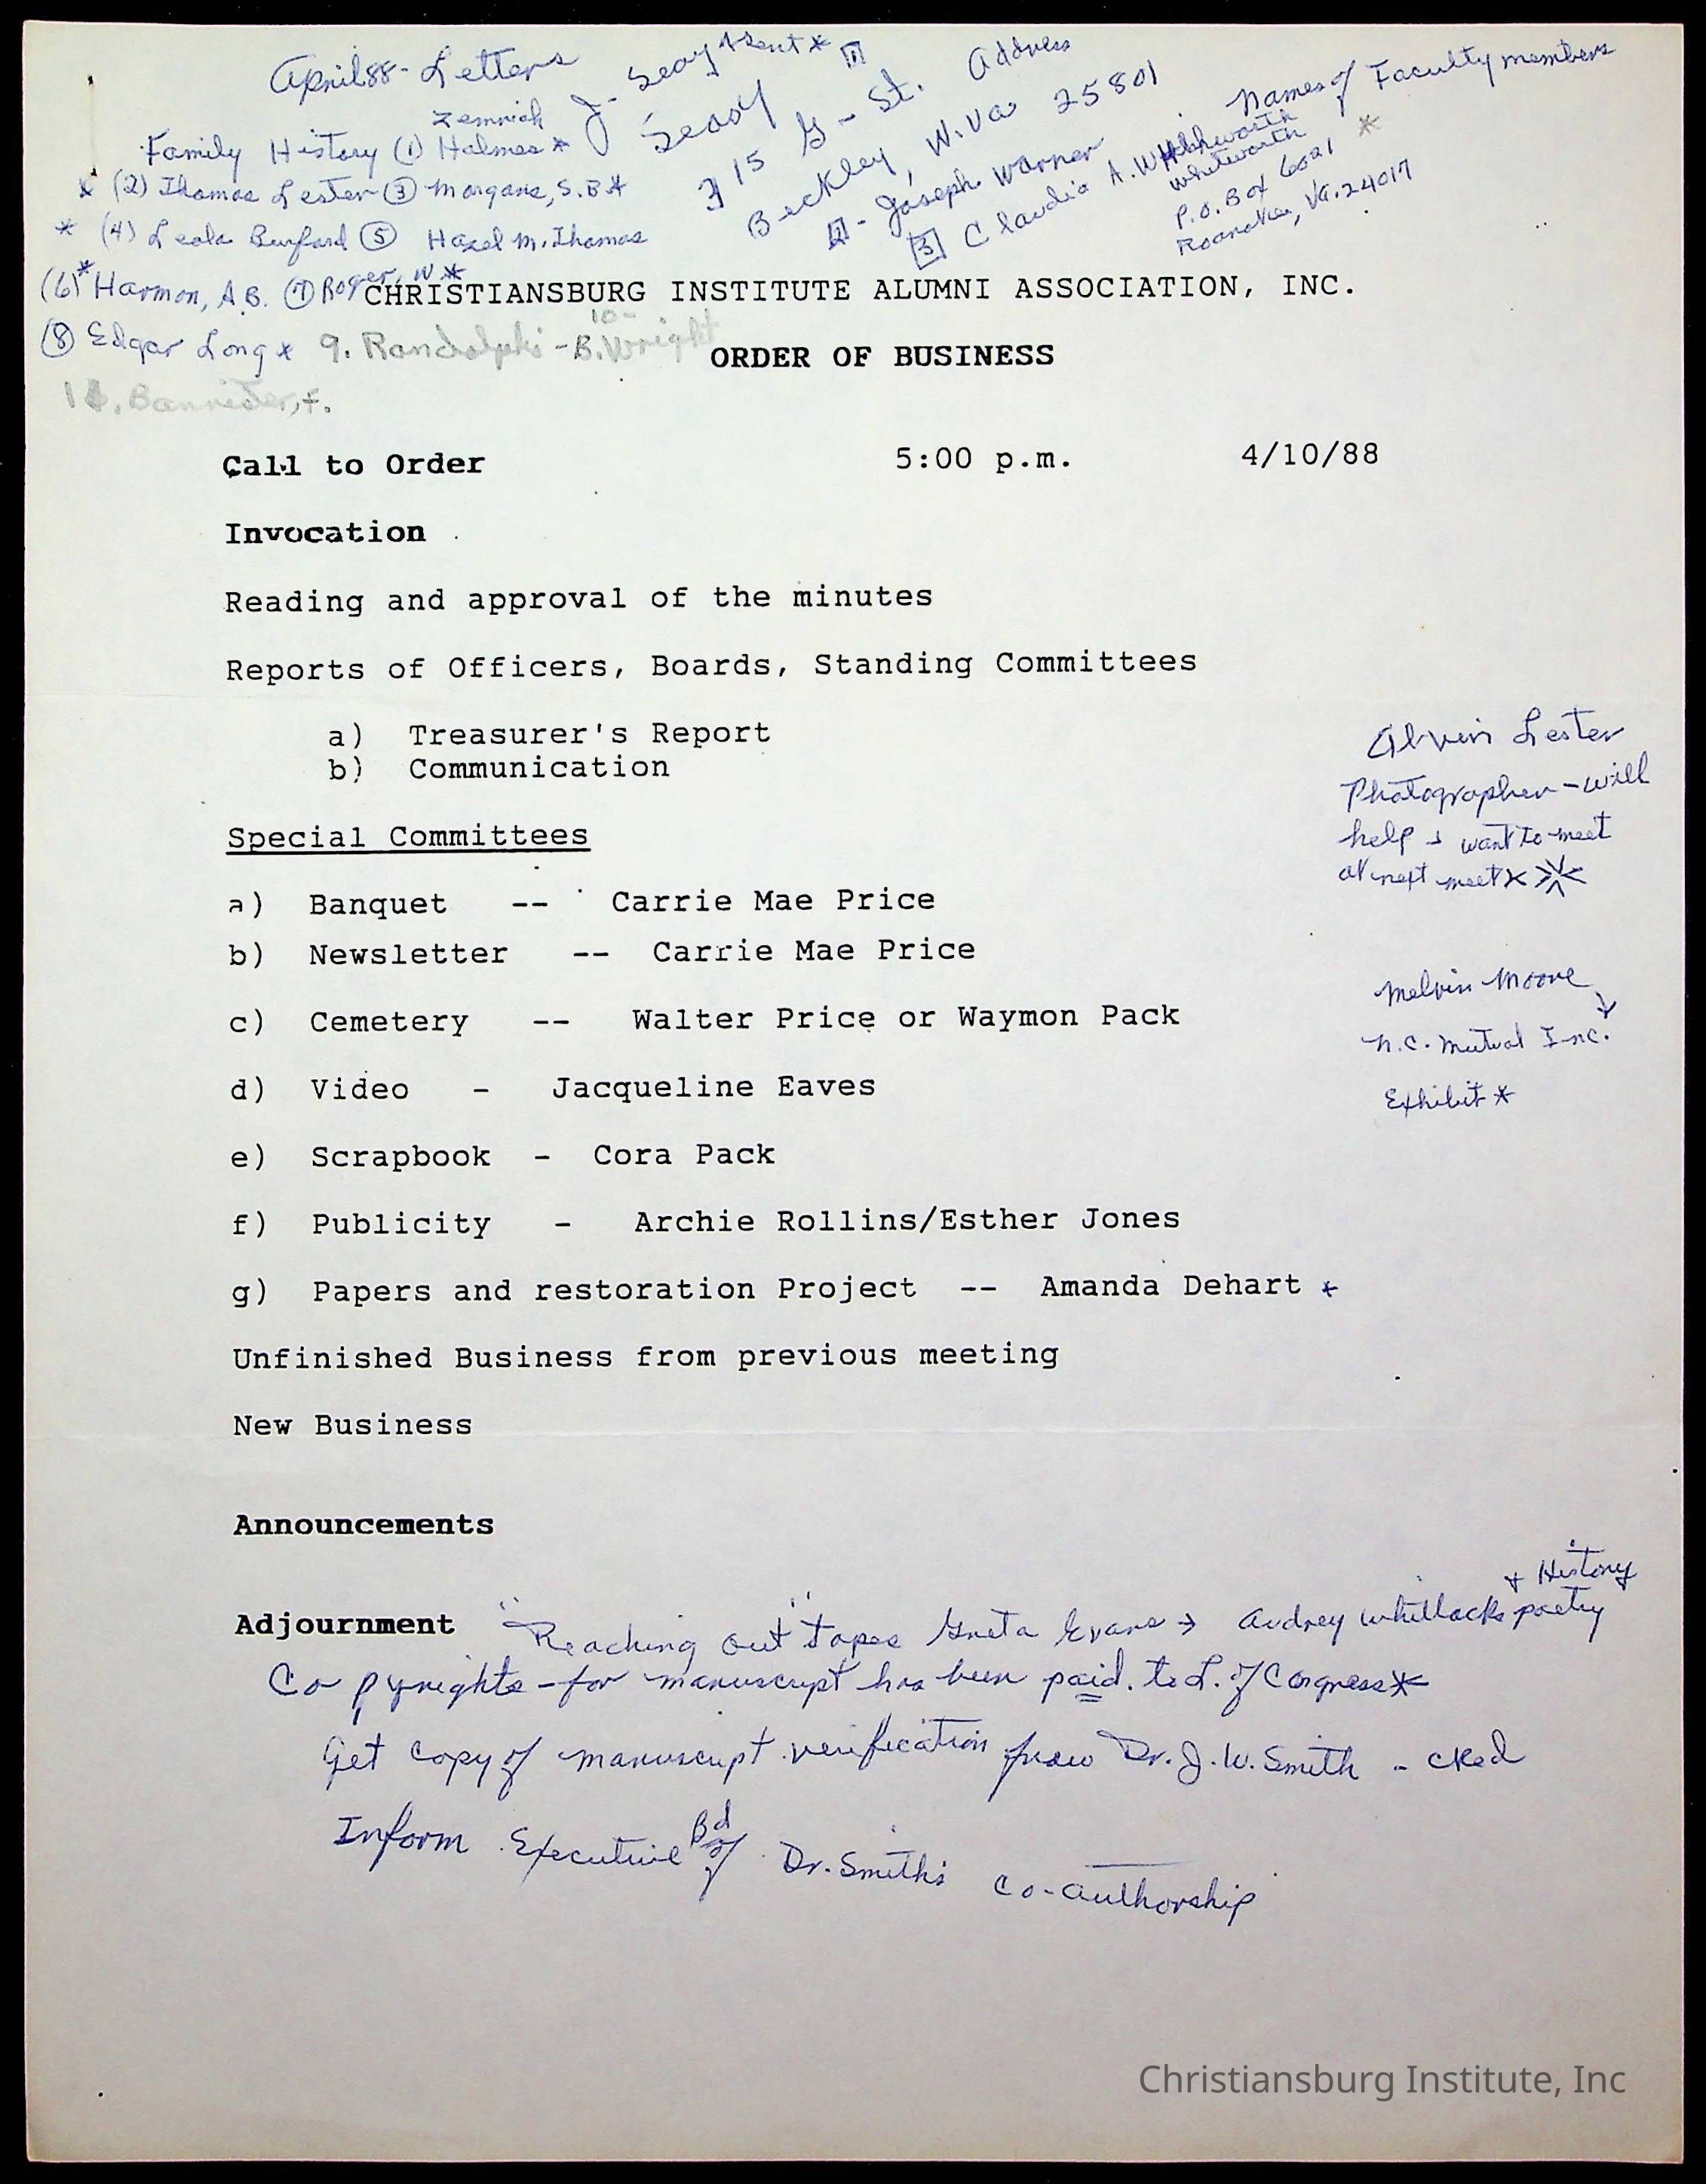 April 88 - Letters
Family History (1) Holmes *
* (2) Thomas Lester (3) Morgans, S.B *
* (4) Leola Burford (5) Hazel M. Thomas
(6)* Harmon, A B. (7) Roger, W *
(8) Edgar Long * 9. Randolph - 10- B. Wright
Bannister, f.
J. Seay sent *
Seay
[1] Address
315 G - St.
Beckley, W. Va 25801
[2] - Joseph Warner
[3] Claudia A. Whitworth
Whitworth
P.O. Box 6021
Roanoke, Va. 24017
Names of Faculty members
*
CHRISTIANSBURG INSTITUTE ALUMNI ASSOCIATION, INC.
ORDER OF BUSINESS
Call to Order 5:00 p.m. 4/10/88
Invocation
Reading and approval of the minutes
Reports of Officers, Boards, Standing Committees
a) Treasurer's Report
b) Communication
Alvin Lester
Photographer - will
help & want to meet
at next meet *
Special Committees
a) Banquet -- Carrie Mae Price
b) Newsletter -- Carrie Mae Price
c) Cemetery -- Walter Price or Waymon Pack
d) Video - Jacqueline Eaves
Melvin Moore
N.C. Mutual Inc.
Exhibit *
e) Scrapbook - Cora Pack
f) Publicity - Archie Rollins/Esther Jones
g) Papers and restoration Project -- Amanda Dehart *
Unfinished Business from previous meeting
New Business
Announcements
+ History
Adjournment "Reaching out" tapes Greta Evans → Audrey Whitlocks poetry
Copyrights - for manuscript has been paid. to L. of Congress *
Get copy of manuscript verification from Dr. J. W. Smith - cked
Inform Executive Bd of Dr. Smith's Co-authorship
Christiansburg Institute, Inc